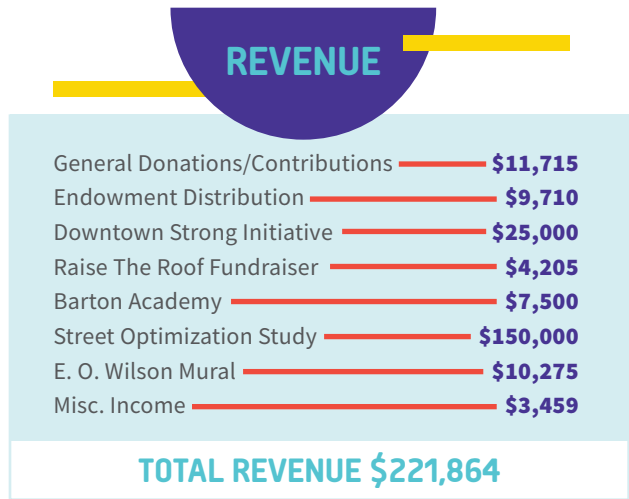 REVENUE
General Donations/Contributions $11,715
Endowment Distribution $9,710
Downtown Strong Initiative $25,000
Raise The Roof Fundraiser $4,205
Barton Academy $7,500
Street Optimization Study $150,000
E. O. Wilson Mural $10,275
Misc. Income $3,459
TOTAL REVENUE $221,864